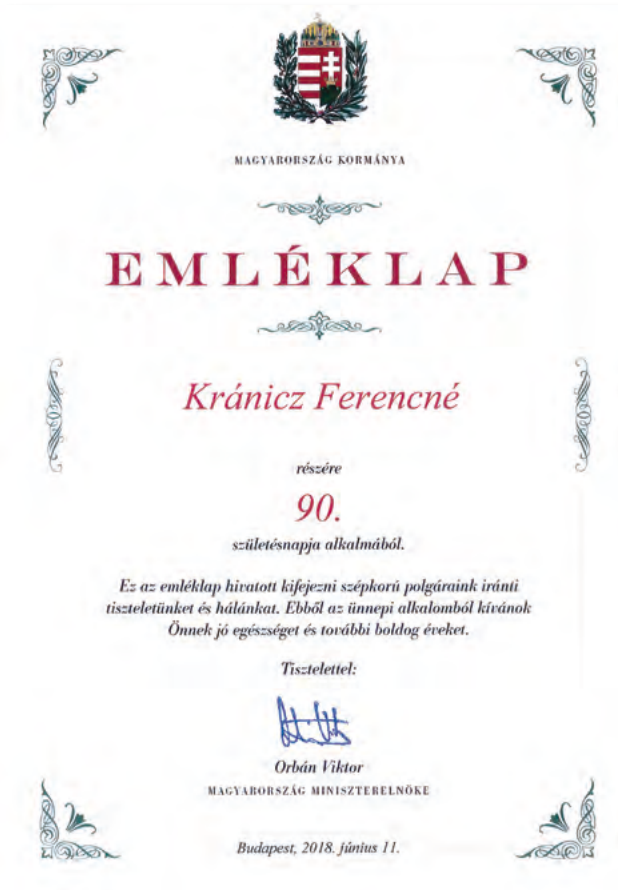 MAGYARORSZÁG KORMÁNYA
EMLÉKLAP
Kránicz Ferencné
részére
90.
születésnapja alkalmából.
Ez az emléklap hivatott kifejezni szépkorú polgáraink iránti
tiszteletünket és hálánkat. Ebből az ünnepi alkalomból kívánok
Önnek jó egészséget és további boldog éveket.
Tisztelettel:
Orbán Viktor
MAGYARORSZÁG MINISZTERELNÖKE
Budapest, 2018. június 11.